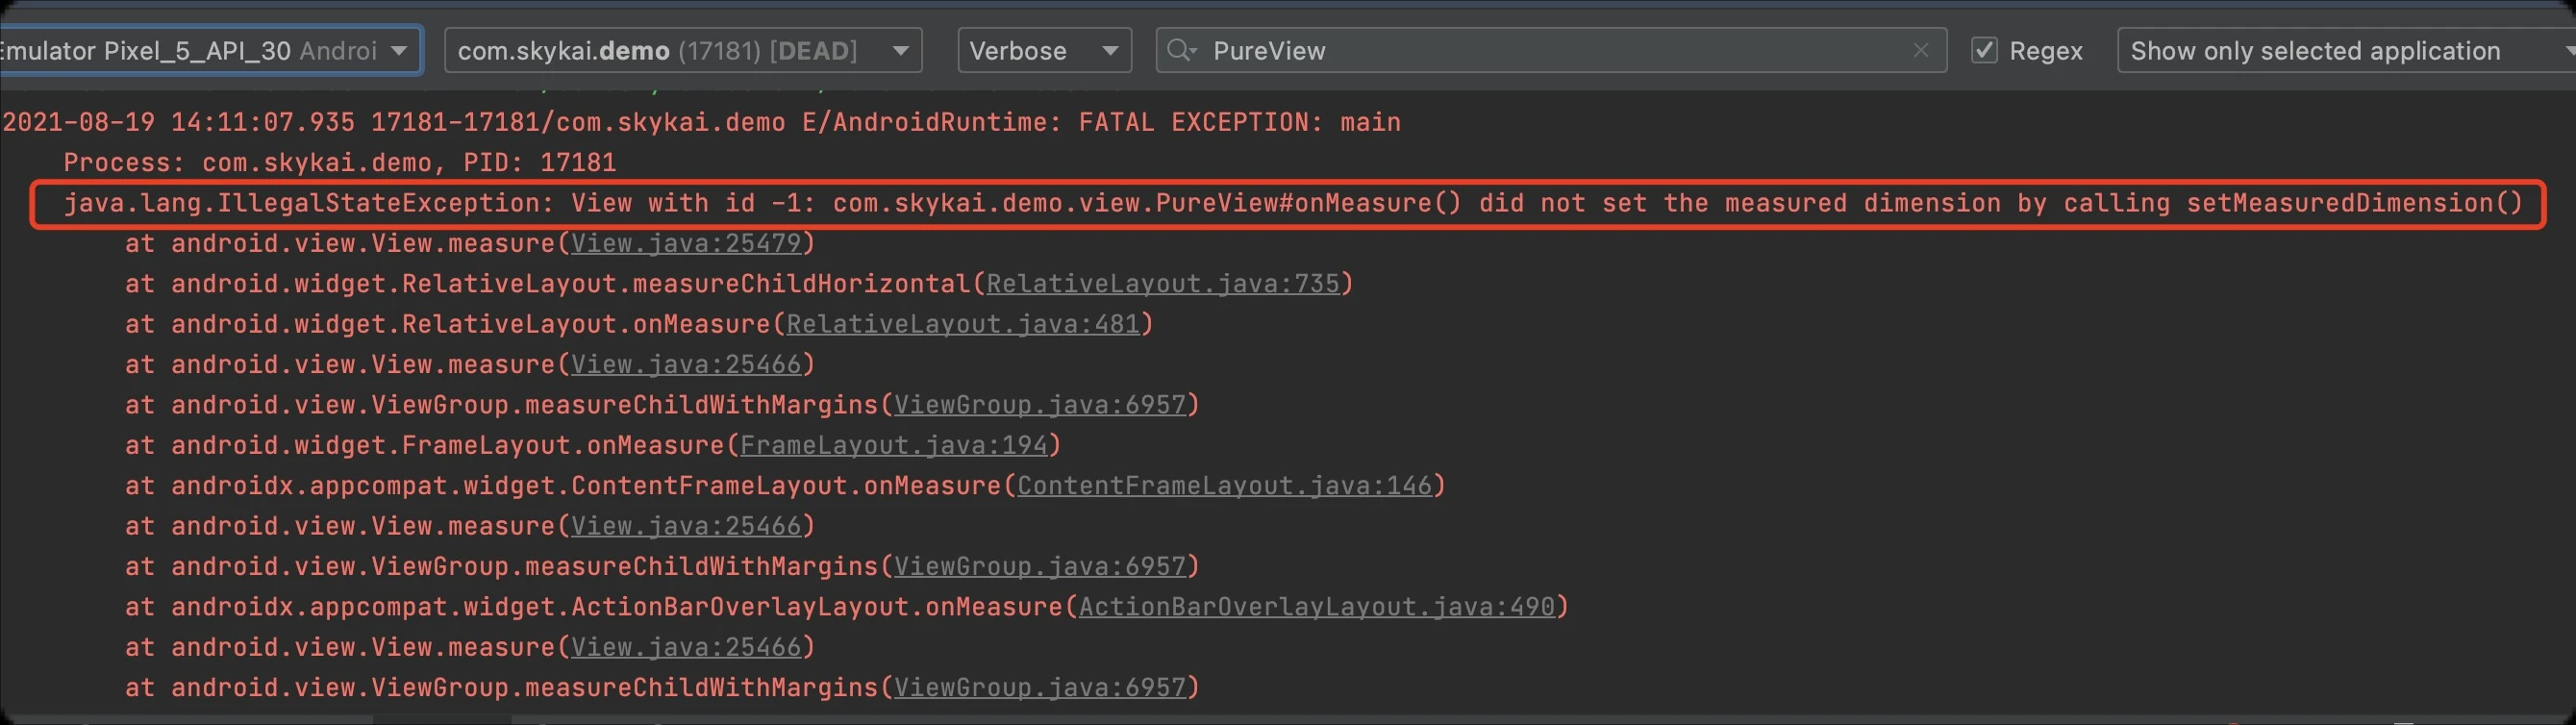 Emulator Pixel_5_API_30 Androi com.skykai.demo (17181) [DEAD] Verbose PureView Regex Show only selected application
2021-08-19 14:11:07.935 17181-17181/com.skykai.demo E/AndroidRuntime: FATAL EXCEPTION: main
Process: com.skykai.demo, PID: 17181
java.lang.IllegalStateException: View with id -1: com.skykai.demo.view.PureView#onMeasure() did not set the measured dimension by calling setMeasuredDimension()
at android.view.View.measure(View.java:25479)
at android.widget.RelativeLayout.measureChildHorizontal(RelativeLayout.java:735)
at android.widget.RelativeLayout.onMeasure(RelativeLayout.java:481)
at android.view.View.measure(View.java:25466)
at android.view.ViewGroup.measureChildWithMargins(ViewGroup.java:6957)
at android.widget.FrameLayout.onMeasure(FrameLayout.java:194)
at androidx.appcompat.widget.ContentFrameLayout.onMeasure(ContentFrameLayout.java:146)
at android.view.View.measure(View.java:25466)
at android.view.ViewGroup.measureChildWithMargins(ViewGroup.java:6957)
at androidx.appcompat.widget.ActionBarOverlayLayout.onMeasure(ActionBarOverlayLayout.java:490)
at android.view.View.measure(View.java:25466)
at android.view.ViewGroup.measureChildWithMargins(ViewGroup.java:6957)